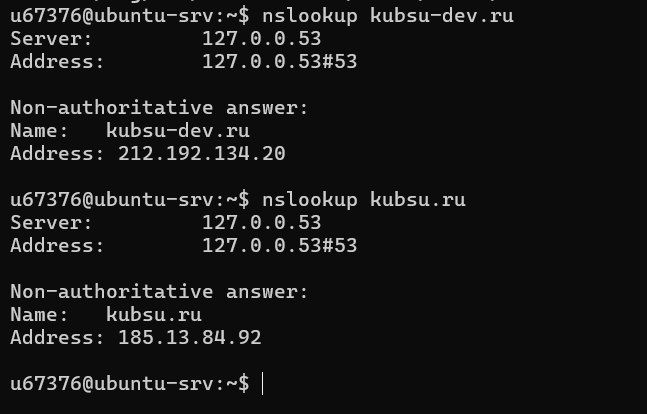 u67376@ubuntu-srv:~$ nslookup kubsu-dev.ru
Server:         127.0.0.53
Address:        127.0.0.53#53

Non-authoritative answer:
Name:   kubsu-dev.ru
Address: 212.192.134.20

u67376@ubuntu-srv:~$ nslookup kubsu.ru
Server:         127.0.0.53
Address:        127.0.0.53#53

Non-authoritative answer:
Name:   kubsu.ru
Address: 185.13.84.92

u67376@ubuntu-srv:~$